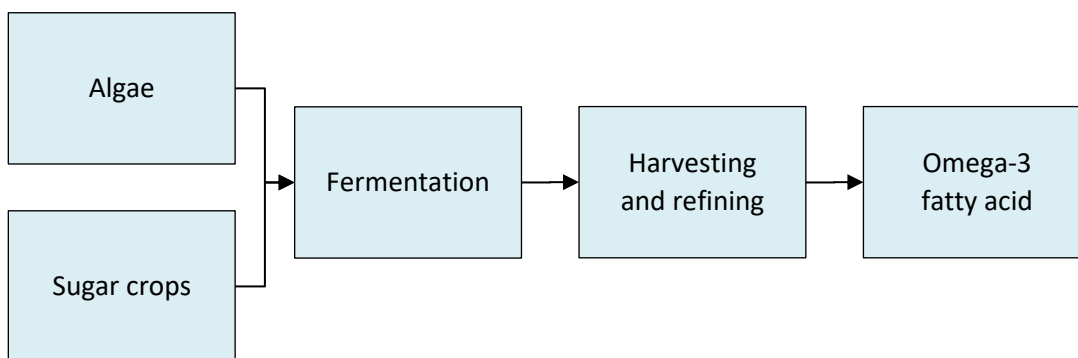 Algae
Sugar crops
Fermentation
Harvesting
and refining
Omega-3
fatty acid